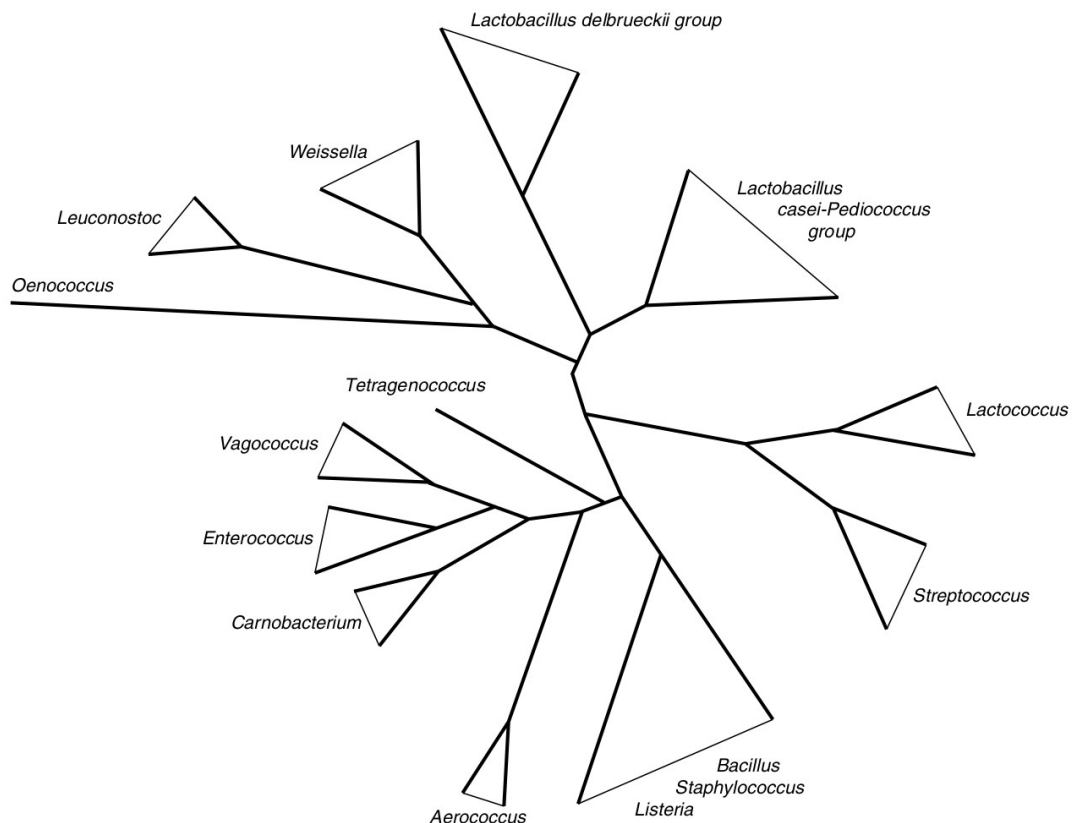 Lactobacillus delbrueckii group
Weissella
Lactobacillus
casei-Pediococcus
group
Leuconostoc
Oenococcus
Tetragenococcus
Lactococcus
Vagococcus
Enterococcus
Streptococcus
Carnobacterium
Bacillus
Staphylococcus
Listeria
Aerococcus